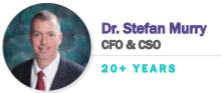 Dr. Stefan Murry
CFO & CSO
20+ YEARS